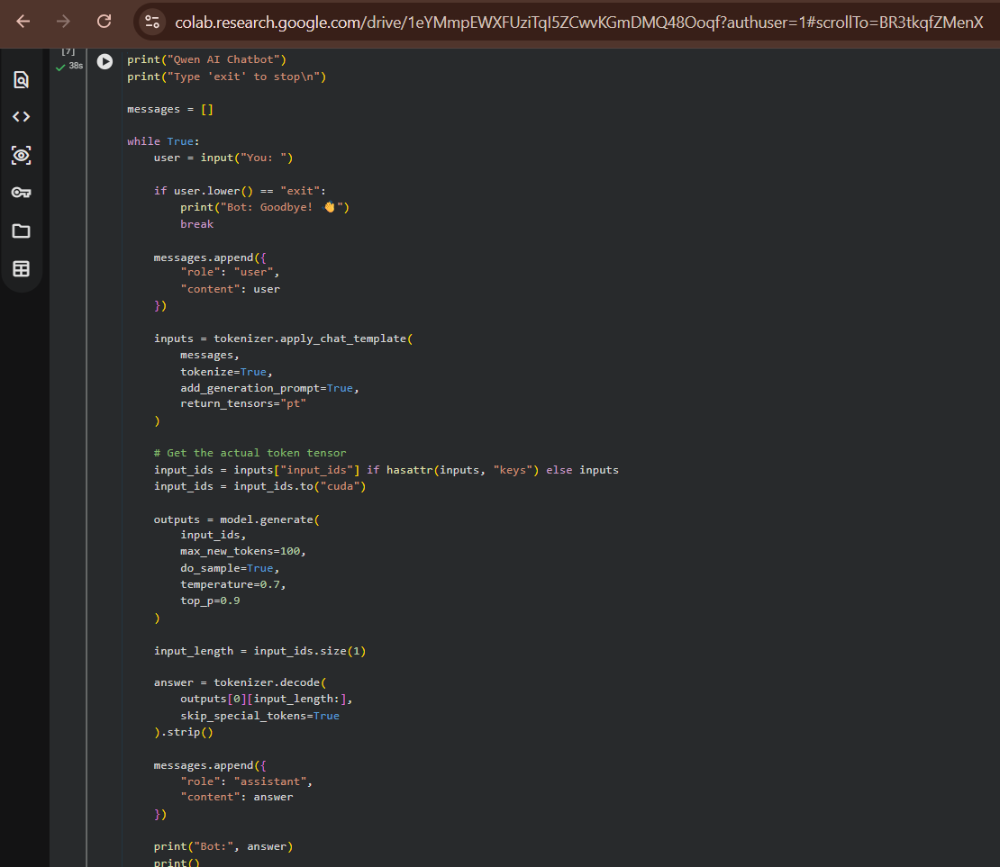 colab.research.google.com/drive/1eYMmpEWXFUziTqI5ZCwvKGmDMQ48Ooqf?authuser=1#scrollTo=BR3tkqfZMenX
[7]
38s
print("Qwen AI Chatbot")
print("Type 'exit' to stop\n")
messages = []
while True:
    user = input("You: ")
    if user.lower() == "exit":
        print("Bot: Goodbye! 👋")
        break
    messages.append({
        "role": "user",
        "content": user
    })
    inputs = tokenizer.apply_chat_template(
        messages,
        tokenize=True,
        add_generation_prompt=True,
        return_tensors="pt"
    )
    # Get the actual token tensor
    input_ids = inputs["input_ids"] if hasattr(inputs, "keys") else inputs
    input_ids = input_ids.to("cuda")
    outputs = model.generate(
        input_ids,
        max_new_tokens=100,
        do_sample=True,
        temperature=0.7,
        top_p=0.9
    )
    input_length = input_ids.size(1)
    answer = tokenizer.decode(
        outputs[0][input_length:],
        skip_special_tokens=True
    ).strip()
    messages.append({
        "role": "assistant",
        "content": answer
    })
    print("Bot:", answer)
    print()